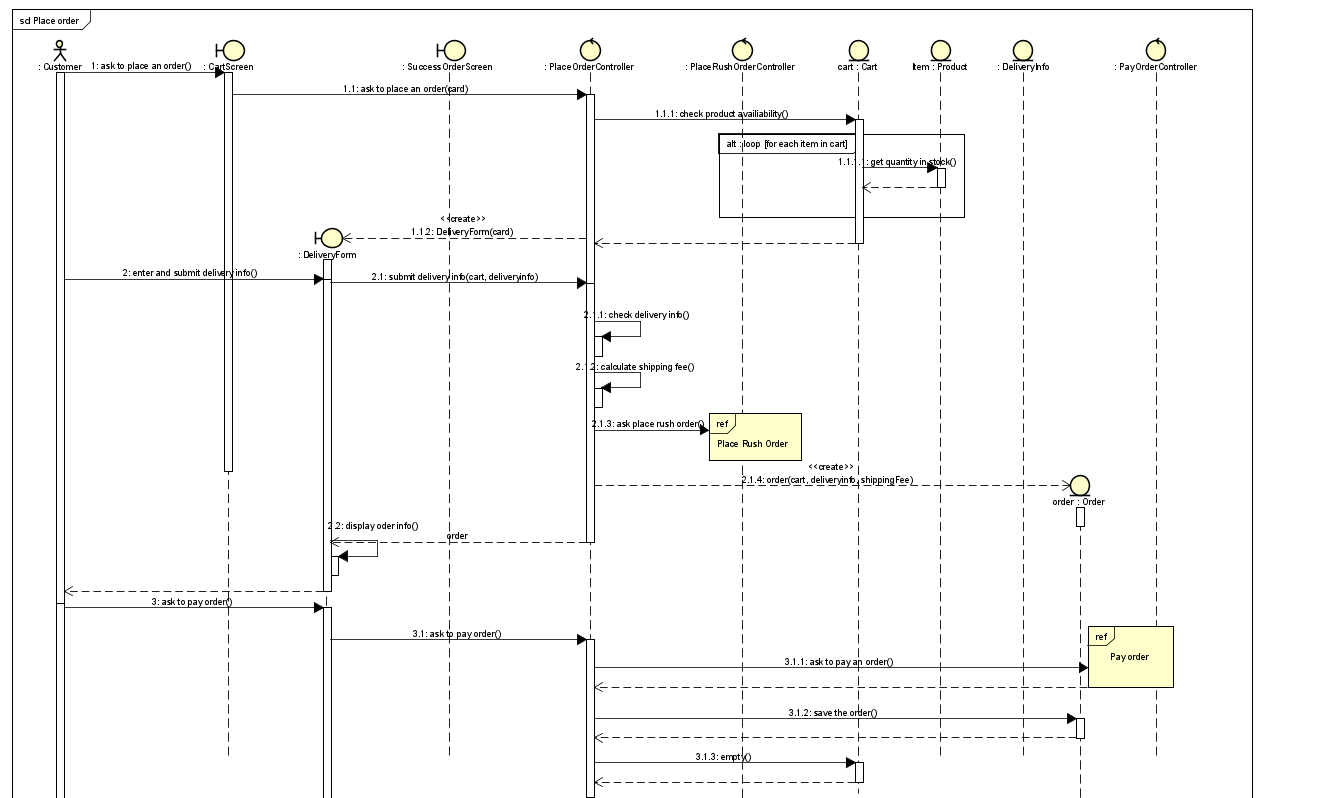 sd Place order
: Customer
: CartScreen
: SuccessOrderScreen
: PlaceOrderController
: PlaceRushOrderController
cart : Cart
Item : Product
: DeliveryInfo
: PayOrderController
1: ask to place an order()
1.1: ask to place an order(card)
1.1.1: check product availiability()
alt : loop [for each item in cart]
1.1.1.1: get quantity in stock()
<<create>>
1.1.2: DeliveryForm(card)
: DeliveryForm
2: enter and submit delivery info()
2.1: submit delivery info(cart, deliveryinfo)
2.1.1: check delivery info()
2.1.2: calculate shipping fee()
2.1.3: ask place rush order()
ref
Place Rush Order
<<create>>
2.1.4: order(cart, deliveryinfo, shippingFee)
order : Order
2.2: display oder info()
order
3: ask to pay order()
3.1: ask to pay order()
ref
Pay order
3.1.1: ask to pay an order()
3.1.2: save the order()
3.1.3: empty()